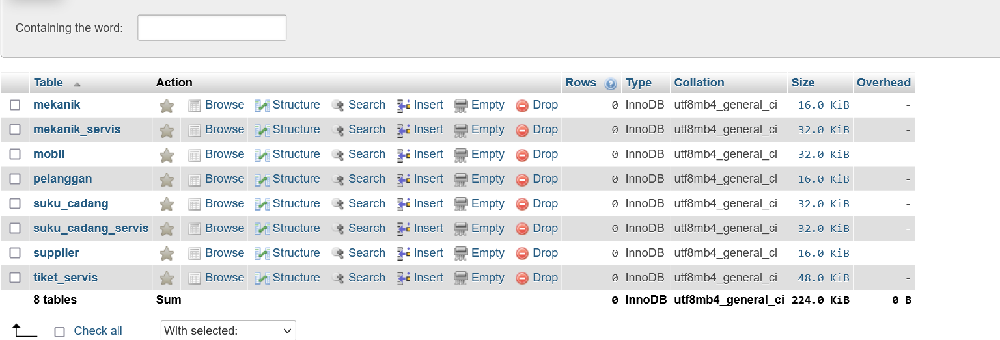 Containing the word:
Table Action Rows Type Collation Size Overhead
mekanik Browse Structure Search Insert Empty Drop 0 InnoDB utf8mb4_general_ci 16.0 KiB -
mekanik_servis Browse Structure Search Insert Empty Drop 0 InnoDB utf8mb4_general_ci 32.0 KiB -
mobil Browse Structure Search Insert Empty Drop 0 InnoDB utf8mb4_general_ci 32.0 KiB -
pelanggan Browse Structure Search Insert Empty Drop 0 InnoDB utf8mb4_general_ci 16.0 KiB -
suku_cadang Browse Structure Search Insert Empty Drop 0 InnoDB utf8mb4_general_ci 32.0 KiB -
suku_cadang_servis Browse Structure Search Insert Empty Drop 0 InnoDB utf8mb4_general_ci 32.0 KiB -
supplier Browse Structure Search Insert Empty Drop 0 InnoDB utf8mb4_general_ci 16.0 KiB -
tiket_servis Browse Structure Search Insert Empty Drop 0 InnoDB utf8mb4_general_ci 48.0 KiB -
8 tables Sum 0 InnoDB utf8mb4_general_ci 224.0 KiB 0 B
Check all With selected: